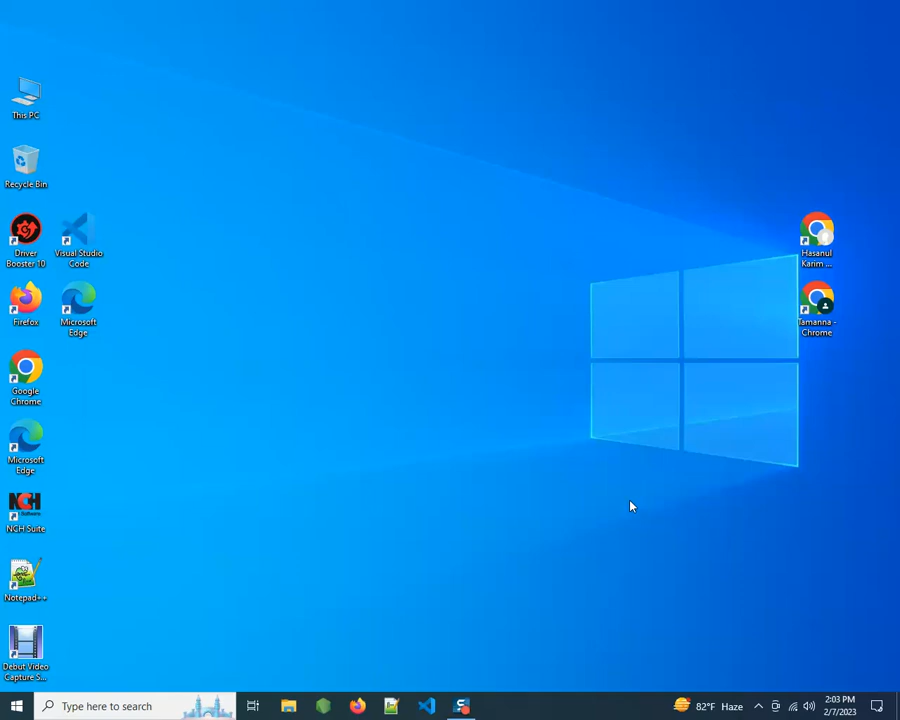 This PC
Recycle Bin
Driver
Booster 10
Visual Studio
Code
Firefox
Microsoft
Edge
Google
Chrome
Microsoft
Edge
NCH
NCH Suite
Notepad++
Debut Video
Capture S...
Hasanul
Karim ...
Tamanna -
Chrome
Type here to search
82°F Haze
2:03 PM
2/7/2023